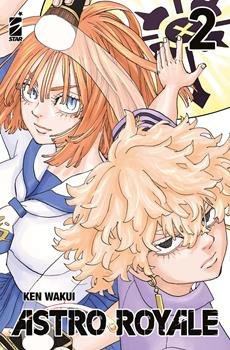 STAR
2
KEN WAKUI
ASTRO ROYALE